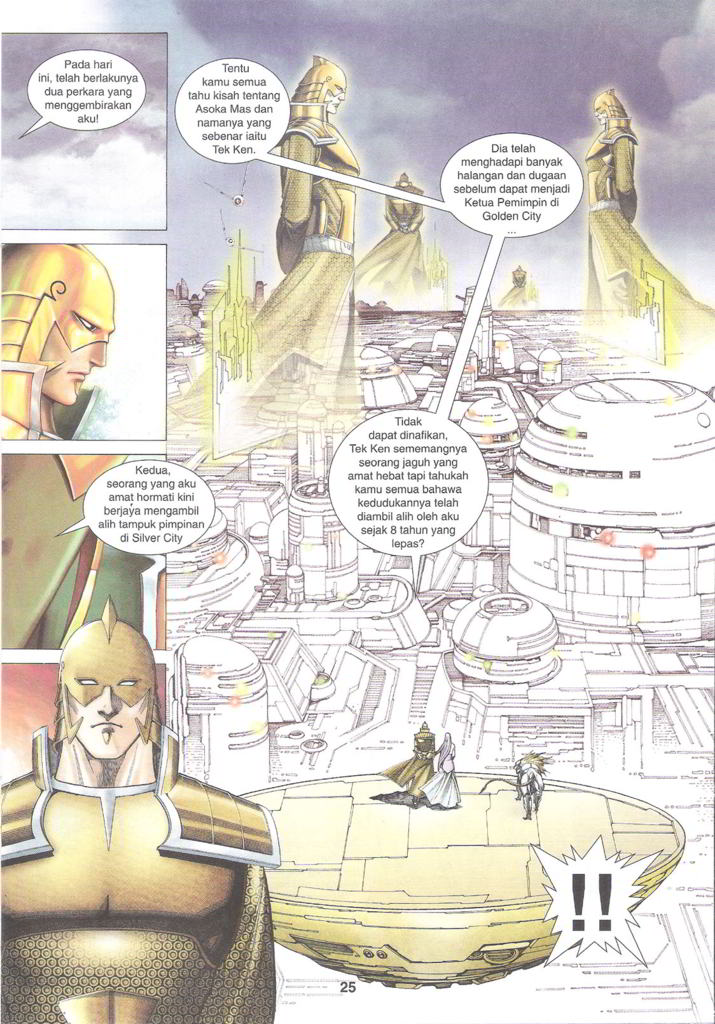 Pada hari
ini, telah berlakunya
dua perkara yang
menggembirakan
aku!
Kedua,
seorang yang aku
amat hormati kini
berjaya mengambil
alih tampuk pimpinan
di Silver City
Tentu
kamu semua
tahu kisah tentang
Asoka Mas dan
namanya yang
sebenar iaitu
Tek Ken.
Dia telah
menghadapi banyak
halangan dan dugaan
sebelum dapat menjadi
Ketua Pemimpin di
Golden City
...
Tidak
dapat dinafikan,
Tek Ken sememangnya
seorang jaguh yang
amat hebat tapi tahukah
kamu semua bahawa
kedudukannya telah
diambil alih oleh aku
sejak 8 tahun yang
lepas?
!!
25